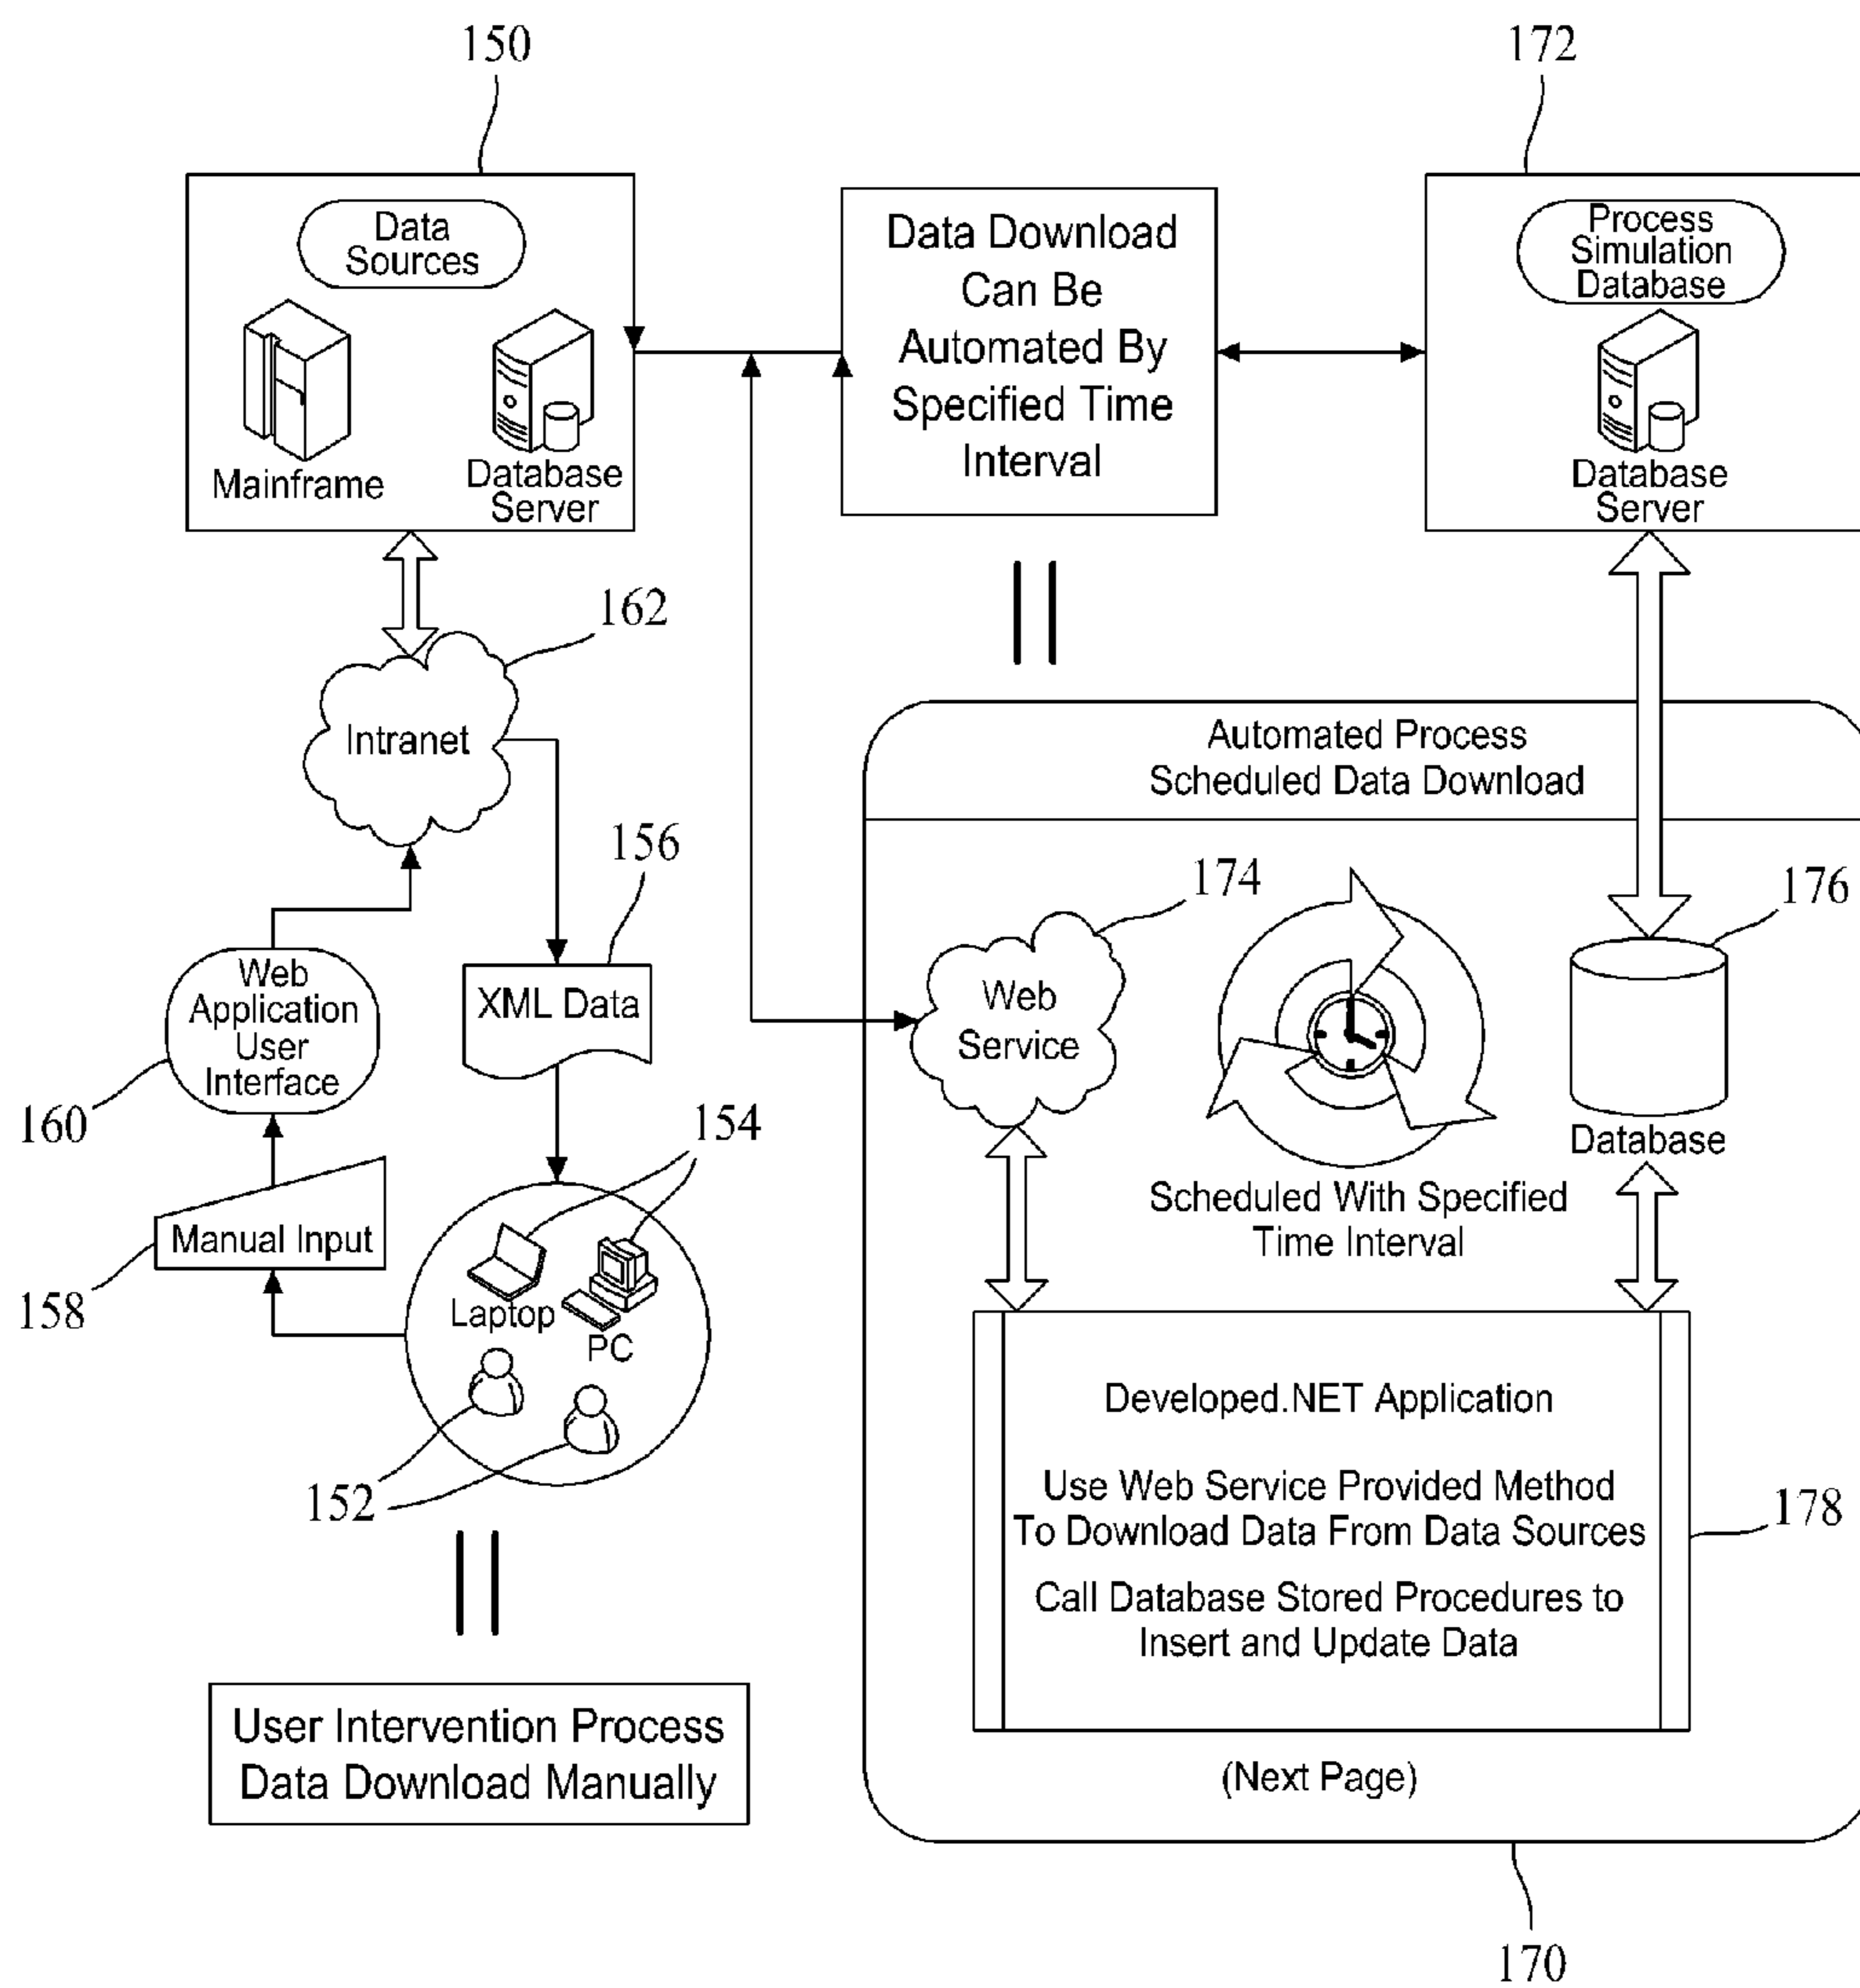 150
172
Data
Sources
Mainframe
Database
Server
Data Download
Can Be
Automated By
Specified Time
Interval
Process
Simulation
Database
Database
Server
162
Intranet
156
XML Data
Web
Application
User
Interface
160
154
Manual Input
158
Laptop
PC
152
User Intervention Process
Data Download Manually
Automated Process
Scheduled Data Download
174
Web
Service
176
Database
Scheduled With Specified
Time Interval
Developed.NET Application
Use Web Service Provided Method
To Download Data From Data Sources
Call Database Stored Procedures to
Insert and Update Data
178
(Next Page)
170